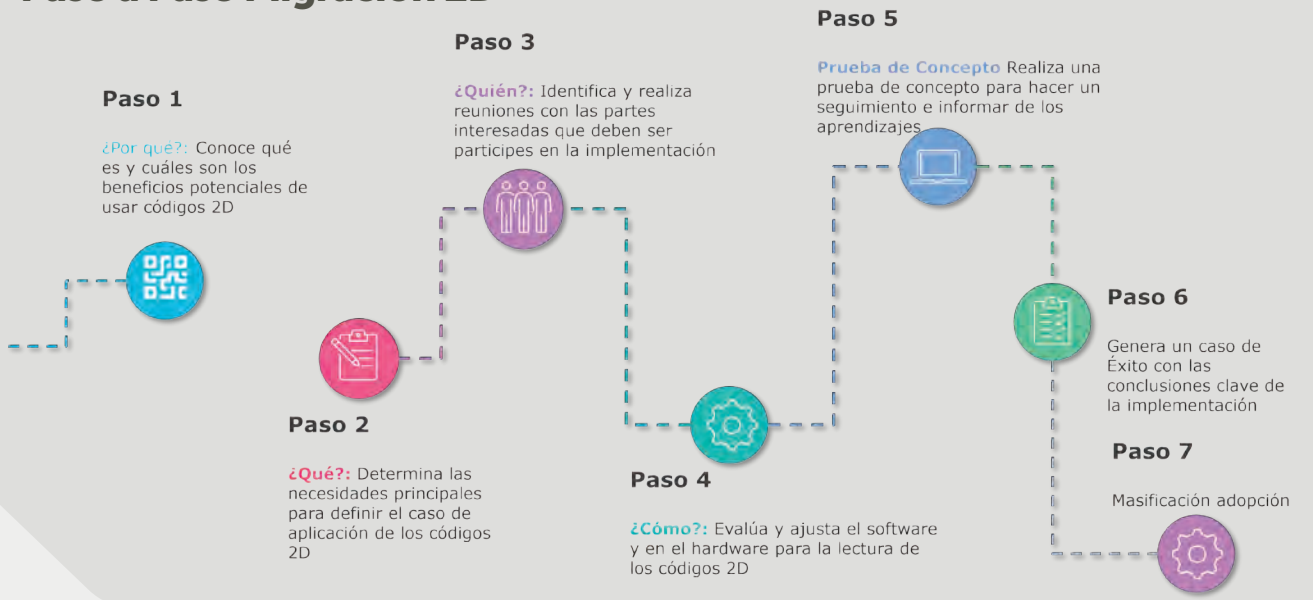 Paso a Paso Migración 2D
Paso 1
¿Por qué?: Conoce qué
es y cuáles son los
beneficios potenciales de
usar códigos 2D
Paso 2
¿Qué?: Determina las
necesidades principales
para definir el caso de
aplicación de los códigos
2D
Paso 3
¿Quién?: Identifica y realiza
reuniones con las partes
interesadas que deben ser
participes en la implementación
Paso 4
¿Cómo?: Evalúa y ajusta el software
y en el hardware para la lectura de
los códigos 2D
Paso 5
Prueba de Concepto Realiza una
prueba de concepto para hacer un
seguimiento e informar de los
aprendizajes
Paso 6
Genera un caso de
Éxito con las
conclusiones clave de
la implementación
Paso 7
Masificación adopción